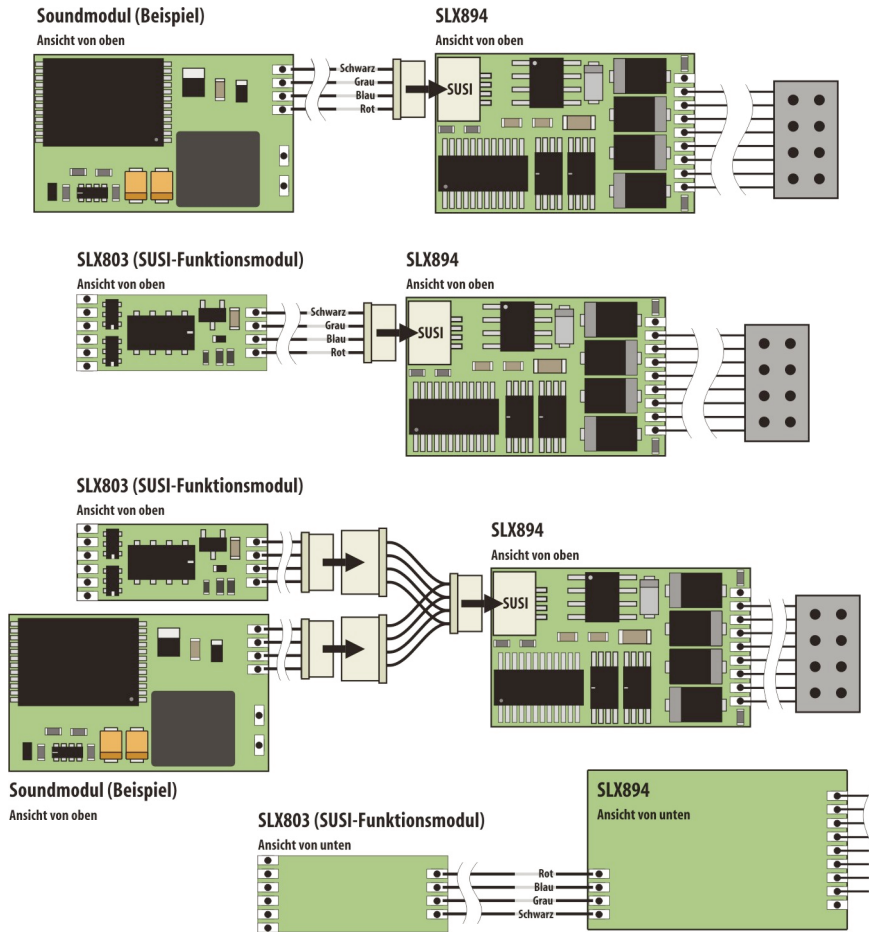 Soundmodul (Beispiel)
Ansicht von oben
SLX894
Ansicht von oben
Schwarz
Grau
Blau
Rot
SUSI
SLX803 (SUSI-Funktionsmodul)
Ansicht von oben
SLX894
Ansicht von oben
Schwarz
Grau
Blau
Rot
SUSI
SLX803 (SUSI-Funktionsmodul)
Ansicht von oben
SLX894
Ansicht von oben
SUSI
Soundmodul (Beispiel)
Ansicht von oben
SLX894
Ansicht von unten
SLX803 (SUSI-Funktionsmodul)
Ansicht von unten
Rot
Blau
Grau
Schwarz